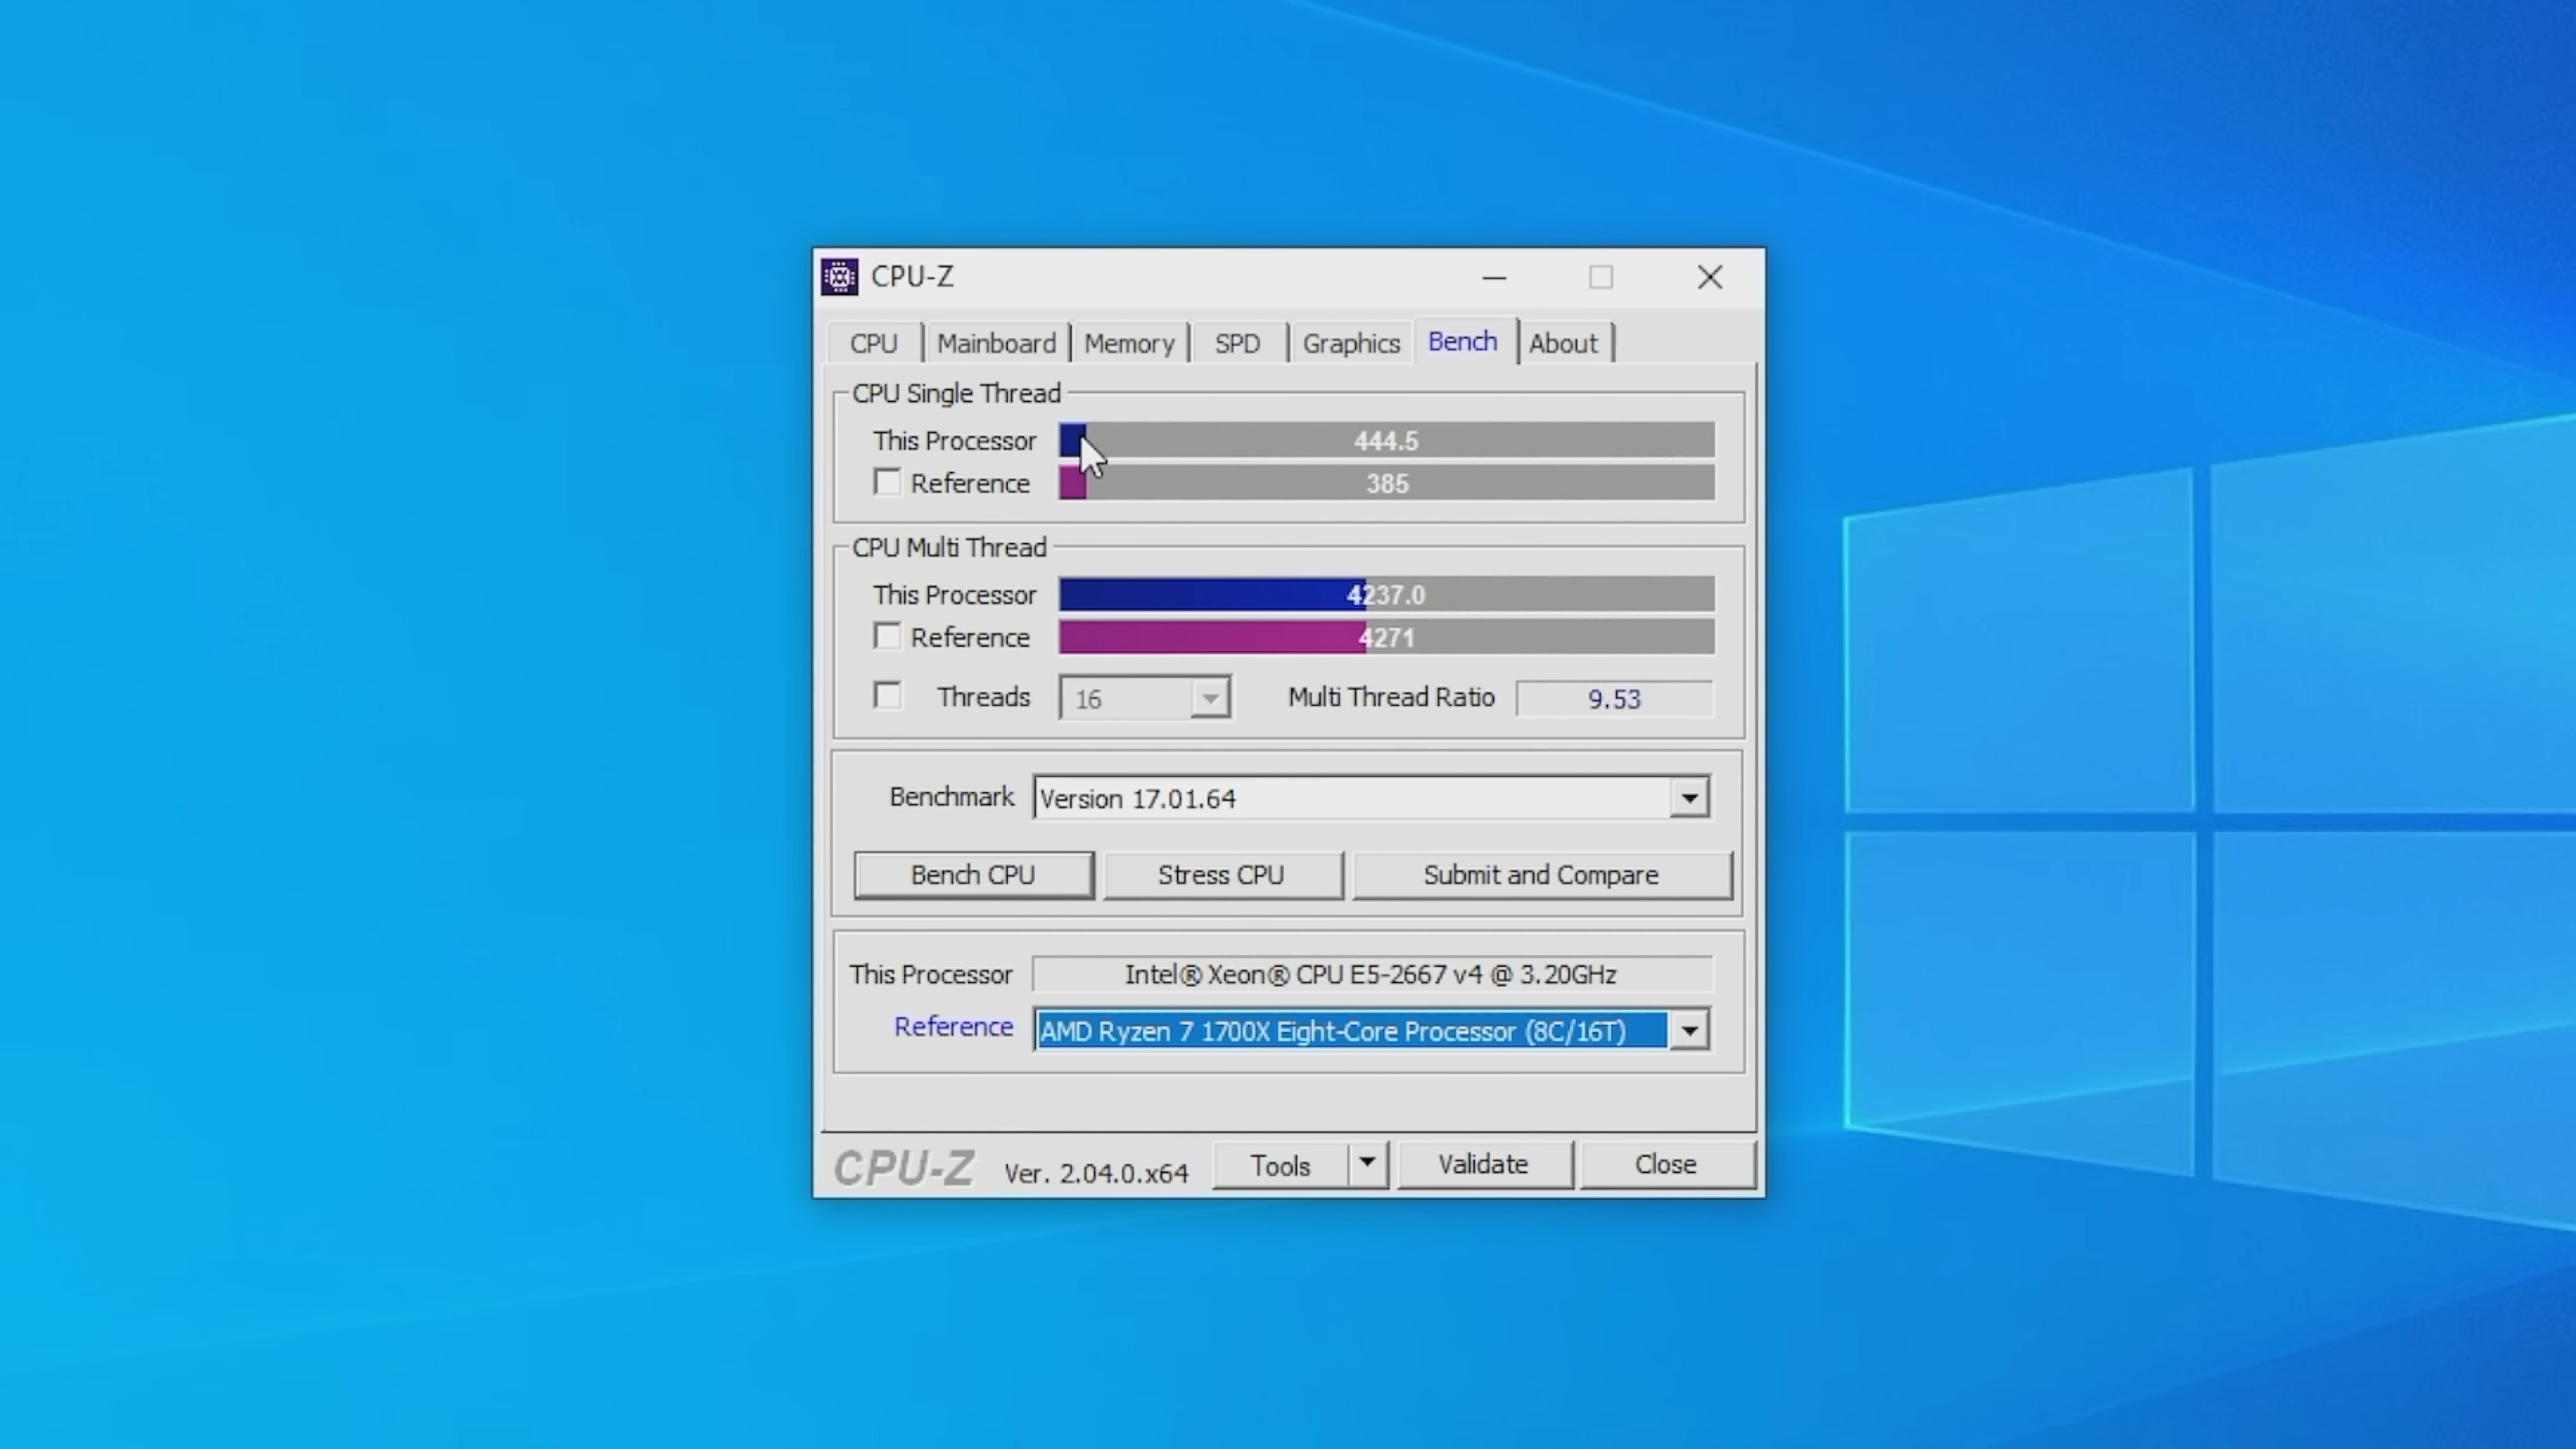 CPU-Z
CPU Mainboard Memory SPD Graphics Bench About
CPU Single Thread
This Processor 444.5
Reference 385
CPU Multi Thread
This Processor 4237.0
Reference 4271
Threads 16 Multi Thread Ratio 9.53
Benchmark Version 17.01.64
Bench CPU Stress CPU Submit and Compare
This Processor Intel® Xeon® CPU E5-2667 v4 @ 3.20GHz
Reference AMD Ryzen 7 1700X Eight-Core Processor (8C/16T)
CPU-Z Ver. 2.04.0.x64 Tools Validate Close